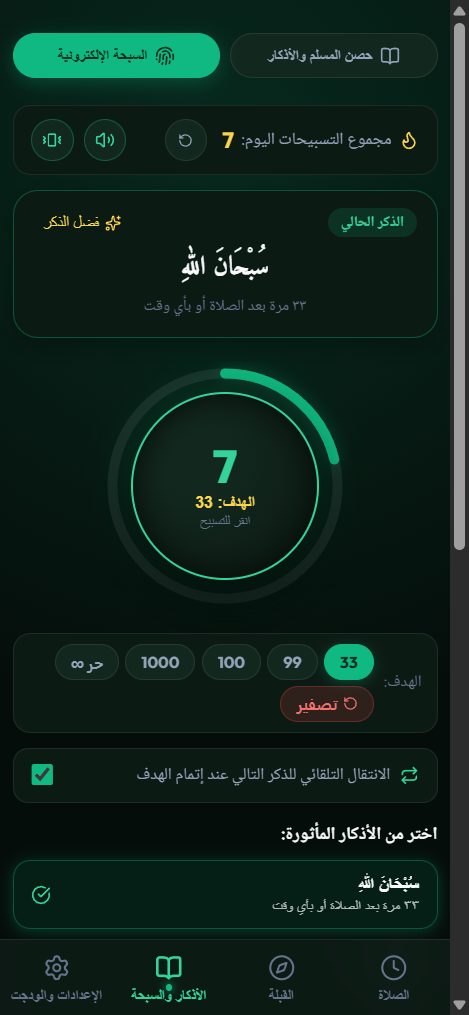 حصن المسلم والأذكار
السبحة الإلكترونية
مجموع التسبيحات اليوم: 7
الذكر الحالي
فضل الذكر
سُبْحَانَ اللَّهِ
٣٣ مرة بعد الصلاة أو بأي وقت
7
الهدف: 33
انقر للتسبيح
الهدف:
33
99
100
1000
حر ∞
تصفير
الانتقال التلقائي للذكر التالي عند إتمام الهدف
اختر من الأذكار المأثورة:
سُبْحَانَ اللَّهِ
٣٣ مرة بعد الصلاة أو بأي وقت
الصلاة
القبلة
الأذكار والسبحة
الإعدادات والودجت